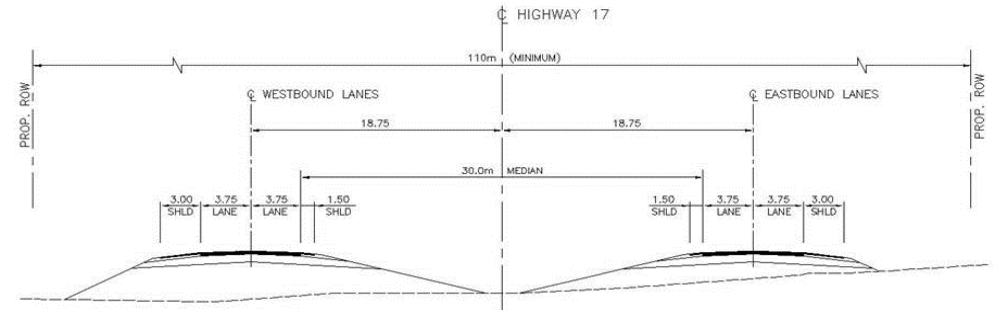 ℄ HIGHWAY 17
110m (MINIMUM)
PROP. ROW
℄ WESTBOUND LANES
℄ EASTBOUND LANES
PROP. ROW
18.75
18.75
30.0m MEDIAN
3.00 3.75 3.75 1.50
SHLD LANE LANE SHLD
1.50 3.75 3.75 3.00
SHLD LANE LANE SHLD